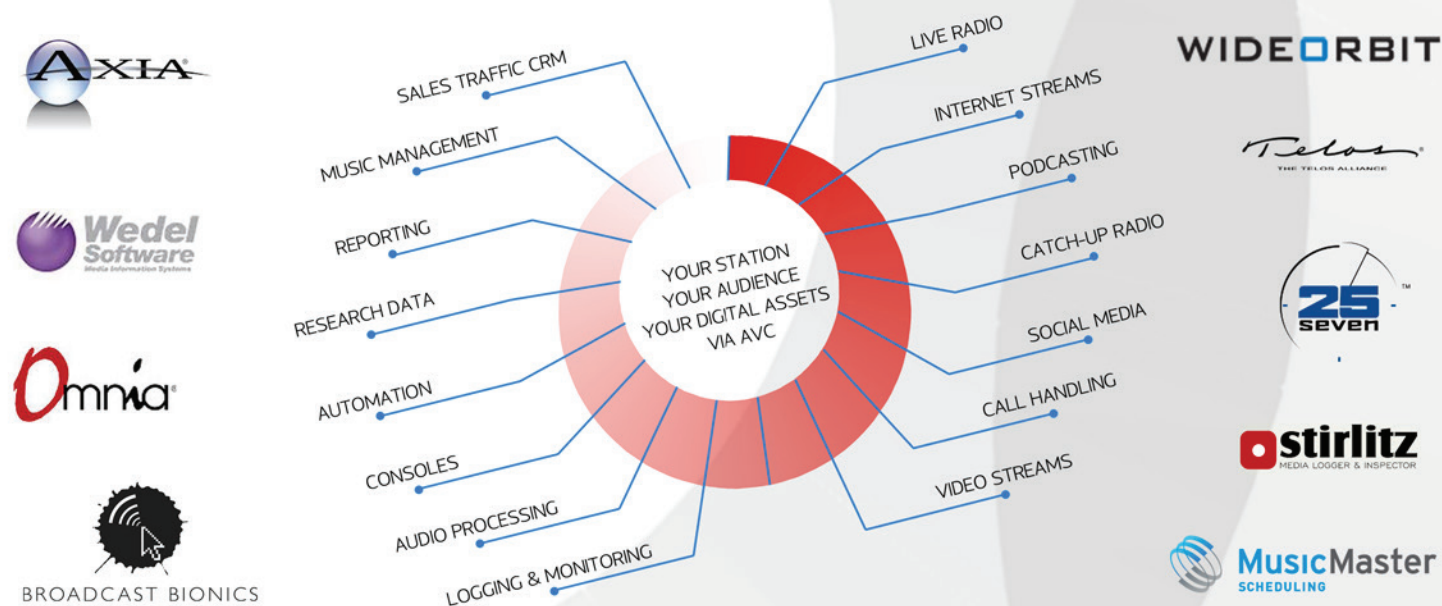 AXIA®
Wedel
Software
Media Information Systems
Omnia®
BROADCAST BIONICS
SALES TRAFFIC CRM
MUSIC MANAGEMENT
REPORTING
RESEARCH DATA
AUTOMATION
CONSOLES
AUDIO PROCESSING
LOGGING & MONITORING
YOUR STATION
YOUR AUDIENCE
YOUR DIGITAL ASSETS
VIA AVC
LIVE RADIO
INTERNET STREAMS
PODCASTING
CATCH-UP RADIO
SOCIAL MEDIA
CALL HANDLING
VIDEO STREAMS
WIDEORBIT
Telos®
THE TELOS ALLIANCE
25
seven
™
stirlitz
MEDIA LOGGER & INSPECTOR
MusicMaster
SCHEDULING